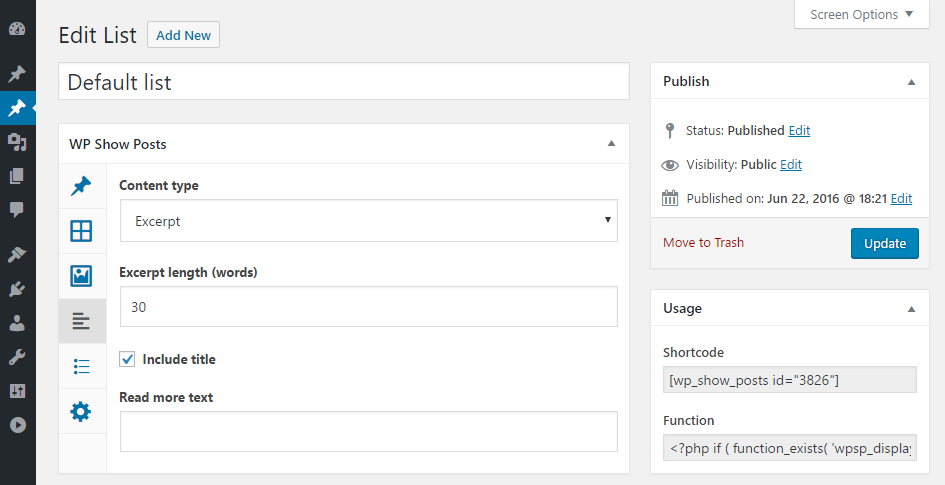 Screen Options
Edit List
Add New
Default list
WP Show Posts
Content type
Excerpt
Excerpt length (words)
30
Include title
Read more text
Publish
Status: Published Edit
Visibility: Public Edit
Published on: Jun 22, 2016 @ 18:21 Edit
Move to Trash
Update
Usage
Shortcode
[wp_show_posts id="3826"]
Function
<?php if ( function_exists( 'wpsp_display